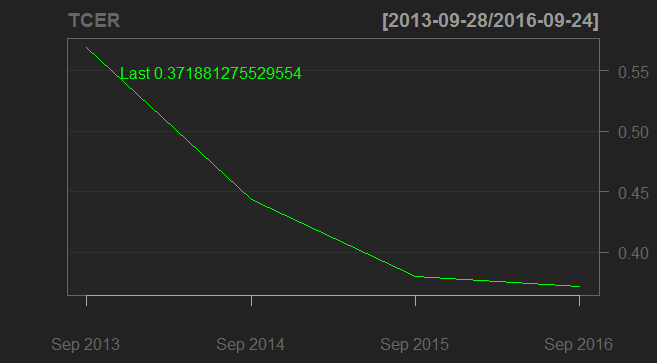 TCER [2013-09-28/2016-09-24]
Last 0.371881275529554
0.55
0.50
0.45
0.40
Sep 2013 Sep 2014 Sep 2015 Sep 2016